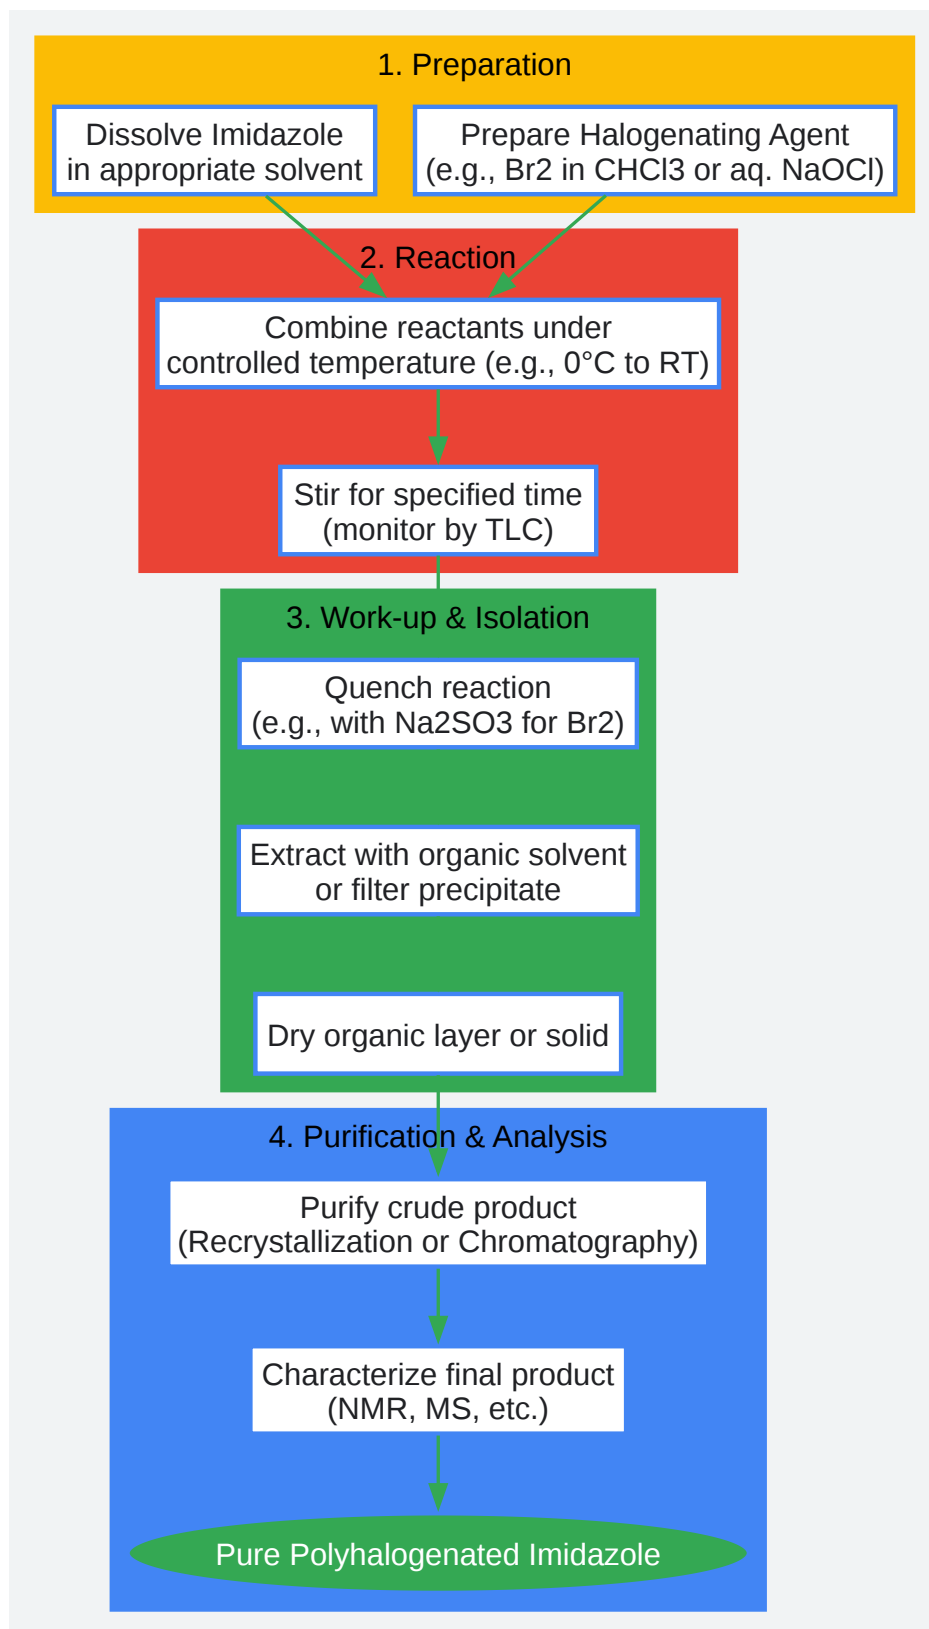 1. Preparation
Dissolve Imidazole
in appropriate solvent
Prepare Halogenating Agent
(e.g., Br2 in CHCl3 or aq. NaOCl)
2. Reaction
Combine reactants under
controlled temperature (e.g., 0°C to RT)
Stir for specified time
(monitor by TLC)
3. Work-up & Isolation
Quench reaction
(e.g., with Na2SO3 for Br2)
Extract with organic solvent
or filter precipitate
Dry organic layer or solid
4. Purification & Analysis
Purify crude product
(Recrystallization or Chromatography)
Characterize final product
(NMR, MS, etc.)
Pure Polyhalogenated Imidazole